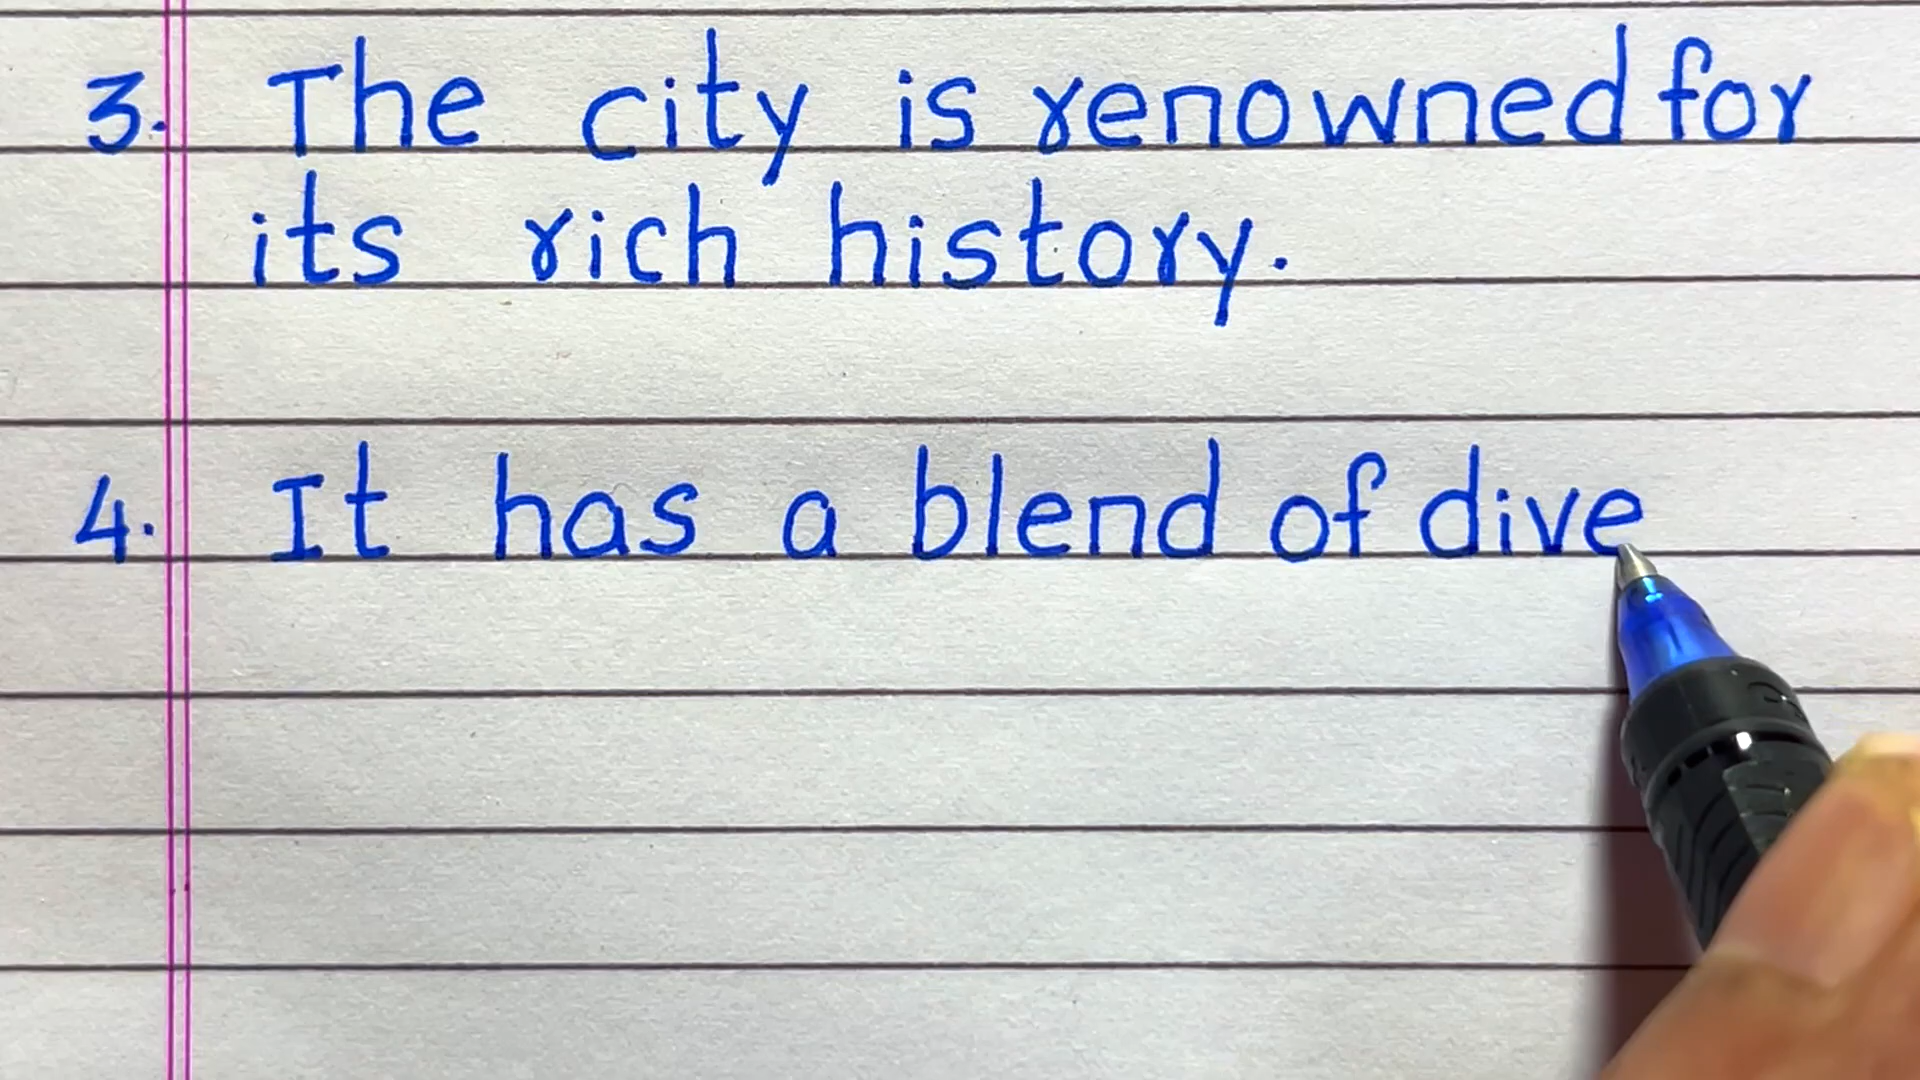 3. The city is renowned for
its rich history.
4. It has a blend of dive